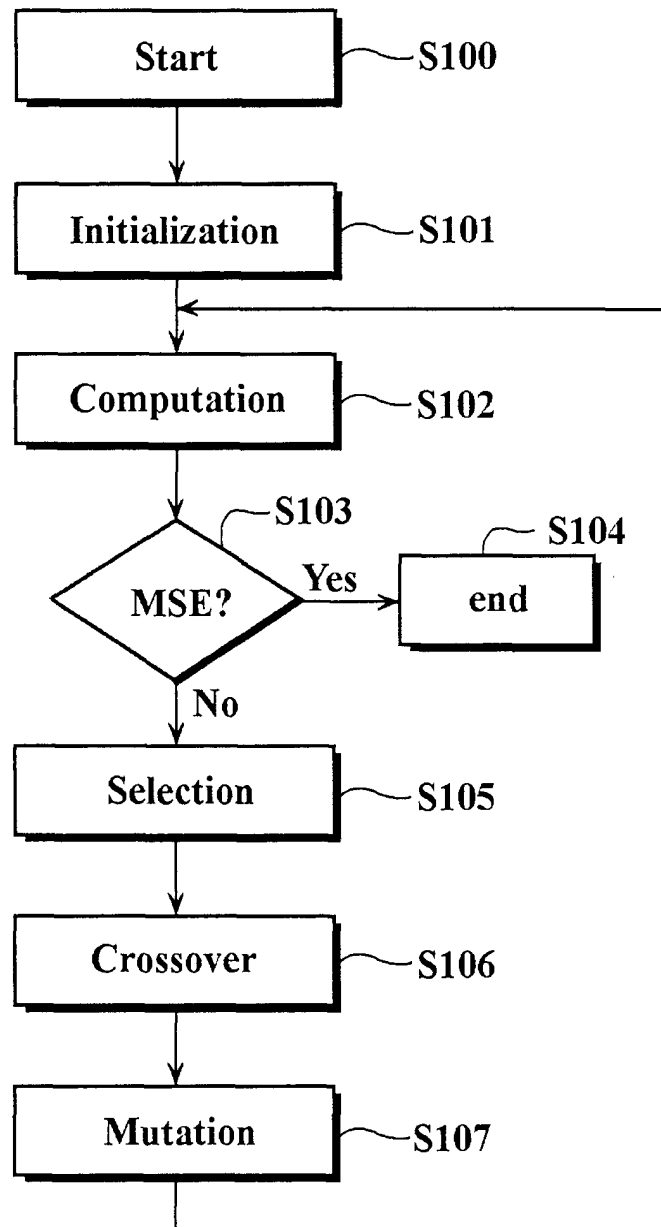 Start
S100
Initialization
S101
Computation
S102
S103
MSE?
Yes
S104
end
No
Selection
S105
Crossover
S106
Mutation
S107